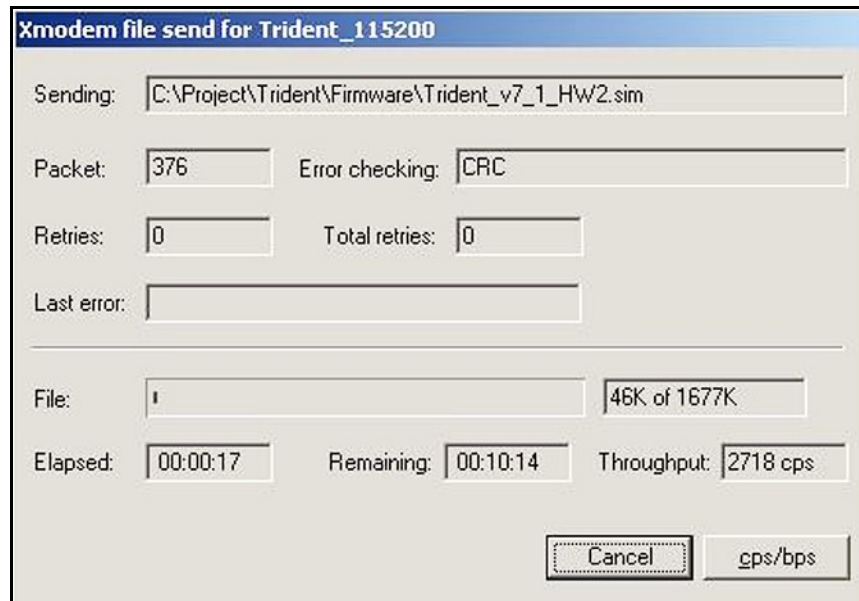 Xmodem file send for Trident_115200
Sending: C:\Project\Trident\Firmware\Trident_v7_1_HW2.sim
Packet: 376 Error checking: CRC
Retries: 0 Total retries: 0
Last error:
File: 46K of 1677K
Elapsed: 00:00:17 Remaining: 00:10:14 Throughput: 2718 cps
Cancel cps/bps